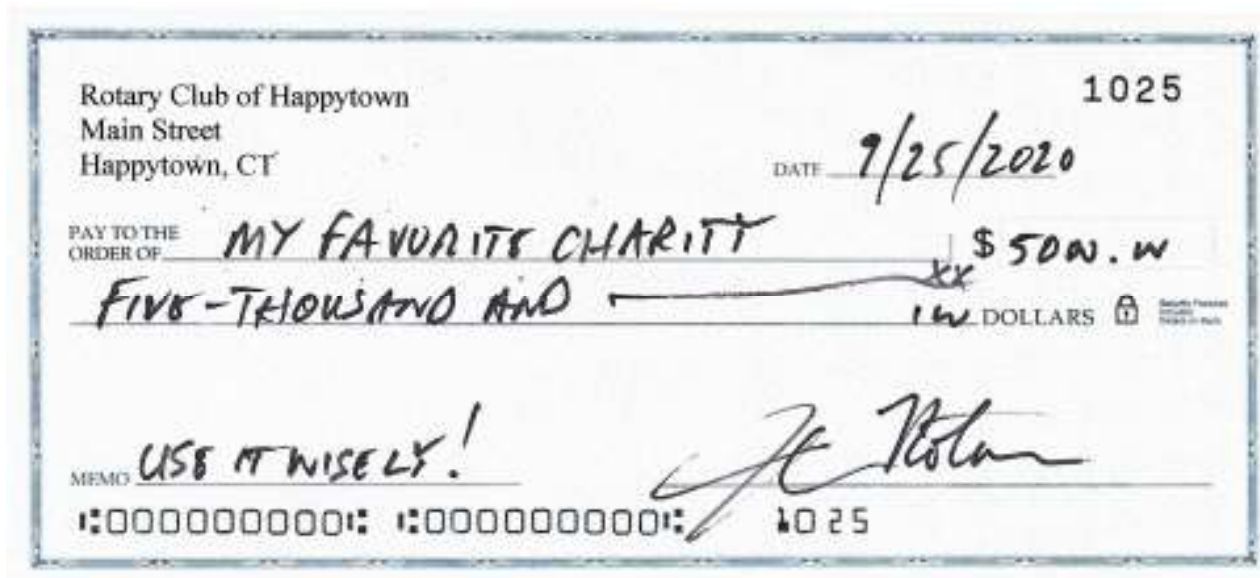 Rotary Club of Happytown
1025
Main Street
Happytown, CT
DATE 9/25/2020
PAY TO THE
ORDER OF MY FAVORITE CHARITY
$ 5000.00
FIVE-THOUSAND AND xx
100 DOLLARS
MEMO USE IT WISELY!
⑆000000000⑆ ⑆000000000⑆ 1025